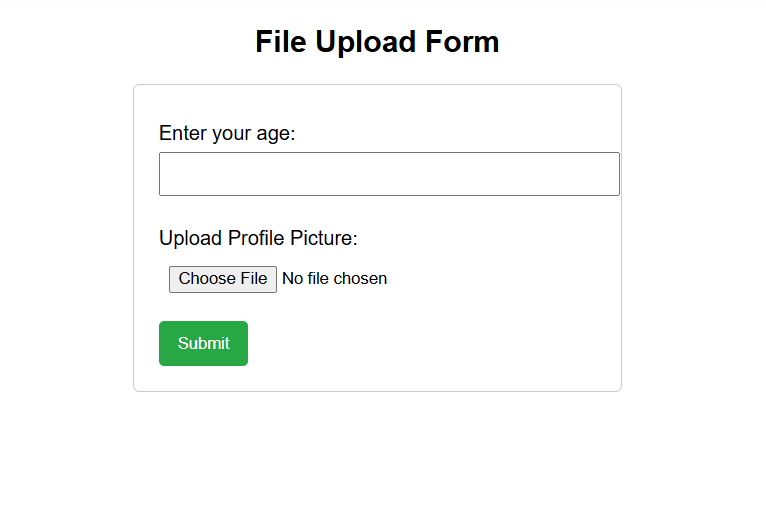 File Upload Form
Enter your age:
Upload Profile Picture:
Choose File No file chosen
Submit